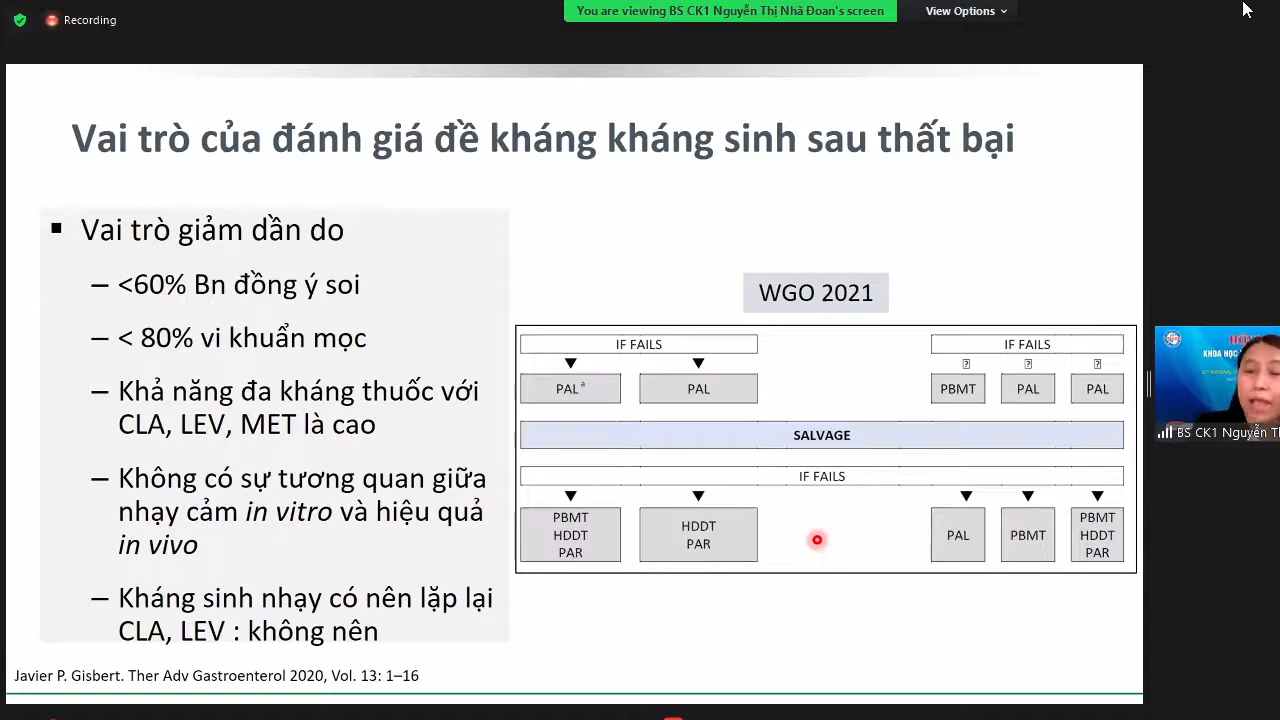 Recording
You are viewing BS CK1 Nguyễn Thị Nhã Đoan's screen
View Options
Vai trò của đánh giá đề kháng kháng sinh sau thất bại
▪ Vai trò giảm dần do
– <60% Bn đồng ý soi
– < 80% vi khuẩn mọc
– Khả năng đa kháng thuốc với
CLA, LEV, MET là cao
– Không có sự tương quan giữa
nhạy cảm in vitro và hiệu quả
in vivo
– Kháng sinh nhạy có nên lặp lại
CLA, LEV : không nên
WGO 2021
IF FAILS
IF FAILS
PALª
PAL
PBMT
PAL
PAL
SALVAGE
IF FAILS
PBMT
HDDT
PAR
HDDT
PAR
PAL
PBMT
PBMT
HDDT
PAR
Javier P. Gisbert. Ther Adv Gastroenterol 2020, Vol. 13: 1–16
KHOA HỌC
BS CK1 Nguyễn Th